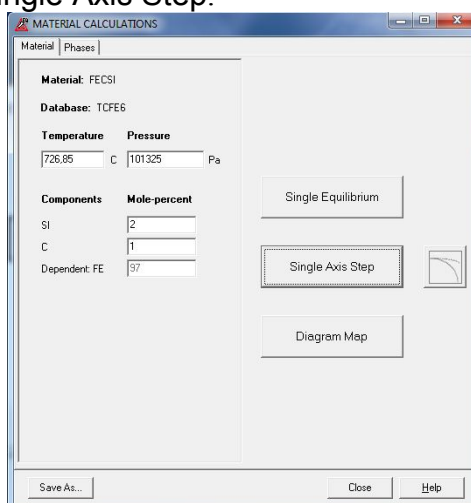 ngle Axis Step.
MATERIAL CALCULATIONS
Material Phases
Material: FECSI
Database: TCFE6
Temperature Pressure
726,85 C 101325 Pa
Components Mole-percent
SI 2
C 1
Dependent: FE 97
Single Equilibrium
Single Axis Step
Diagram Map
Save As... Close Help